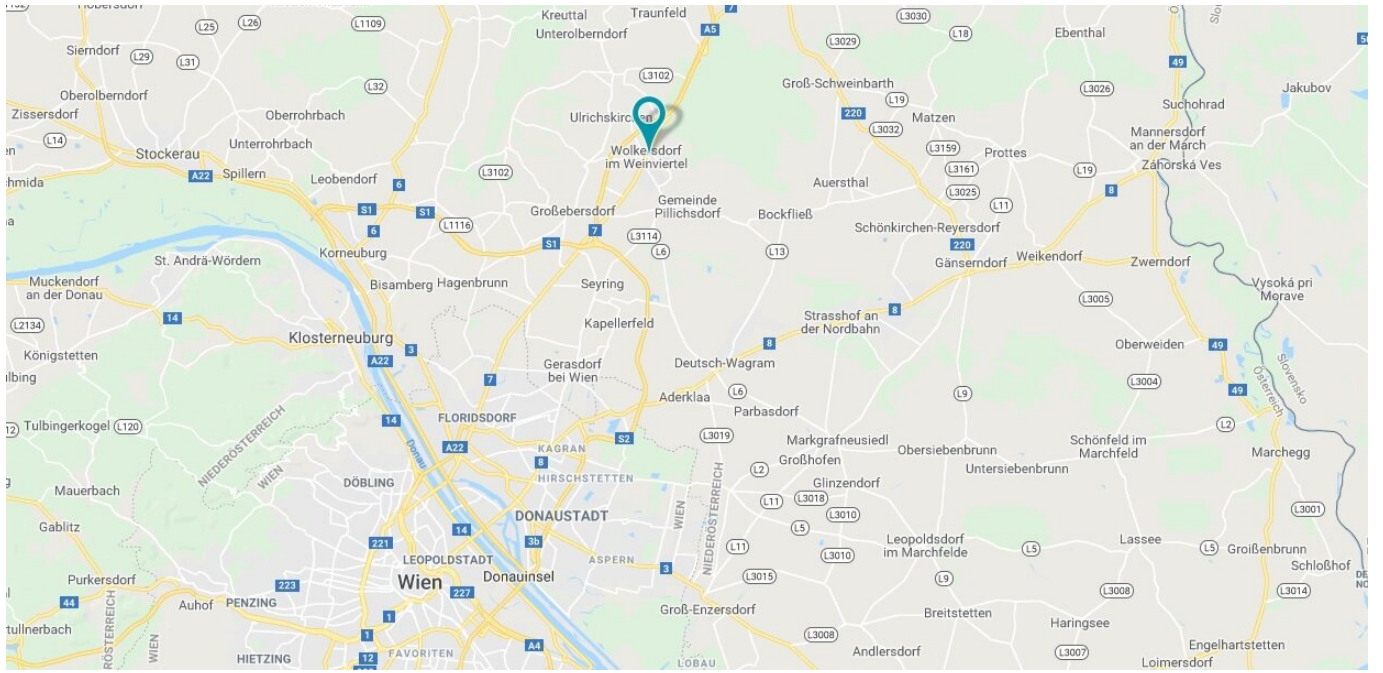 Kreuttal
Traunfeld
L3030
L25
L26
L1109
Unterolberndorf
A5
7
L18
Ebenthal
L3029
Sierndorf
L29
L31
49
L3102
Groß-Schweinbarth
L32
L3026
Jakubov
Oberolberndorf
L19
Suchohrad
Zissersdorf
Oberrohrbach
Ulrichskirchen
220
Matzen
L3032
Mannersdorf
an der March
L14
Unterrohrbach
Wolkersdorf
im Weinviertel
L3159
Prottes
Stockerau
Záhorská Ves
A22
Spillern
Leobendorf
L3102
L3161
L19
6
Auersthal
L3025
8
Gemeinde
Pillichsdorf
L11
S1
S1
Großebersdorf
Bockfließ
6
L1116
7
L3114
Schönkirchen-Reyersdorf
S1
220
Korneuburg
L6
L13
St. Andrä-Wördern
Gänserndorf
Weikendorf
Zwerndorf
Muckendorf
an der Donau
Bisamberg
Hagenbrunn
Seyring
Vysoká pri
Morave
L3005
8
14
Strasshof an
der Nordbahn
L2134
Kapellerfeld
Klosterneuburg
8
Oberweiden
49
3
Königstetten
A22
Gerasdorf
bei Wien
Deutsch-Wagram
Slovensko
Österreich
7
L3004
49
L6
L9
Aderklaa
Parbasdorf
NIEDERÖSTERREICH
WIEN
14
FLORIDSDORF
Tulbingerkogel
L120
L2
Donau
A22
S2
L3019
Markgrafneusiedl
Schönfeld im
Marchfeld
KAGRAN
Obersiebenbrunn
Marchegg
8
Großhofen
L2
Untersiebenbrunn
HIRSCHSTETTEN
DÖBLING
Glinzendorf
Mauerbach
L11
L3018
L3001
DONAUSTADT
WIEN
NIEDERÖSTERREICH
L3010
Gablitz
14
L5
221
3b
Leopoldsdorf
im Marchfelde
Lassee
L11
L5
L5
Groißenbrunn
LEOPOLDSTADT
ASPERN
L3010
3
Schloßhof
Purkersdorf
Wien
Donauinsel
L3015
L9
223
227
L3008
L3014
44
Auhof
PENZING
Groß-Enzersdorf
Breitstetten
1
Haringsee
1
L3008
WIEN
A4
Engelhartstetten
HIETZING
12
FAVORITEN
LOBAU
Andlersdorf
L3007
Loimersdorf